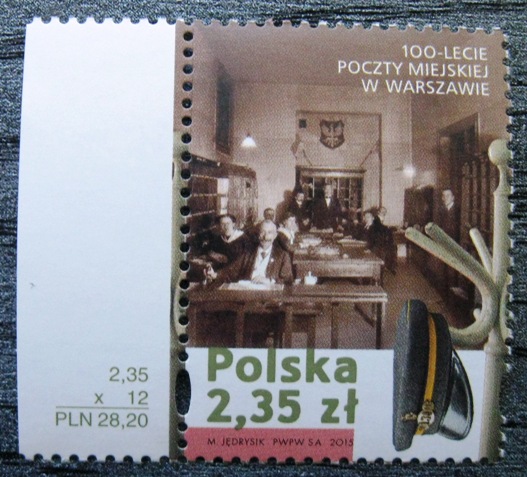 100-LECIE
POCZTY MIEJSKIEJ
W WARSZAWIE
Polska
2,35 zł
M. JĘDRYSIK PWPW S.A. 2015
2,35
x 12
PLN 28,20